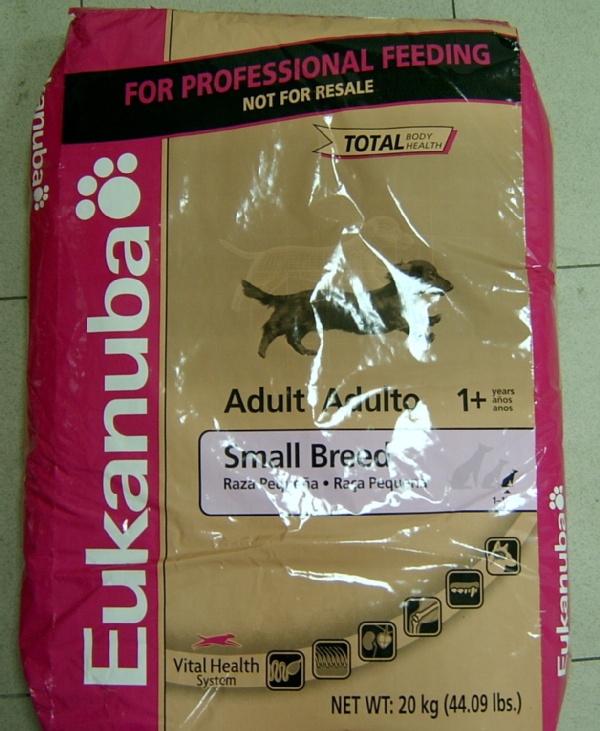 FOR PROFESSIONAL FEEDING
NOT FOR RESALE
TOTAL BODY HEALTH
Eukanuba
Eukanuba
Adult Adulto 1+ years años anos
Small Breed
Raza Pequeña • Raça Pequena
Vital Health
System
Eukanuba
NET WT: 20 kg (44.09 lbs.)